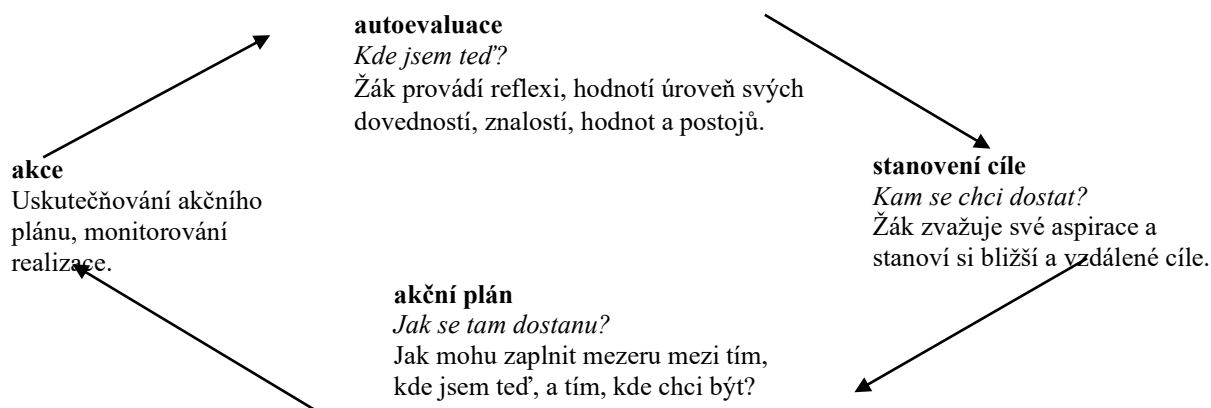 autoevaluace
Kde jsem teď?
Žák provádí reflexi, hodnotí úroveň svých
dovedností, znalostí, hodnot a postojů.
stanovení cíle
Kam se chci dostat?
Žák zvažuje své aspirace a
stanoví si bližší a vzdálené cíle.
akční plán
Jak se tam dostanu?
Jak mohu zaplnit mezeru mezi tím,
kde jsem teď, a tím, kde chci být?
akce
Uskutečňování akčního
plánu, monitorování
realizace.